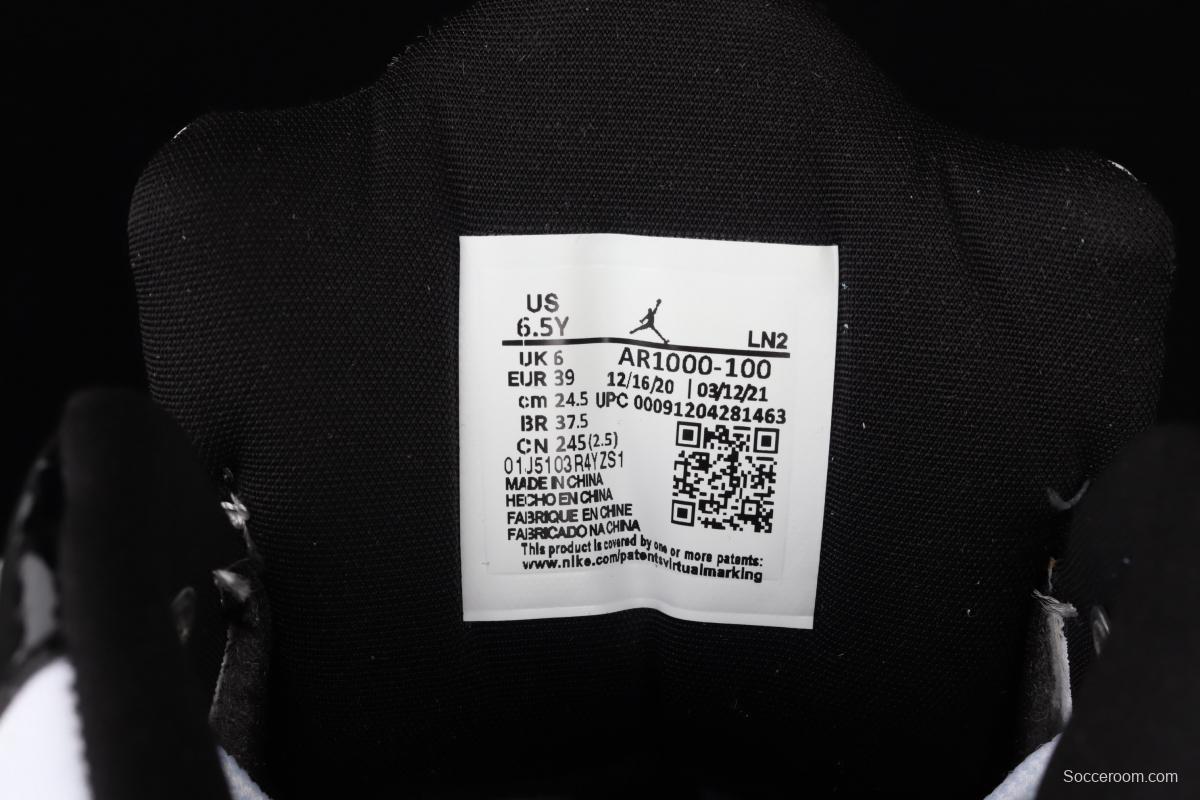 US
6.5Y
LN2
UK 6
AR1000-100
EUR 39
12/16/20 | 03/12/21
cm 24.5
UPC 00091204281463
BR 37.5
CN 245(2.5)
01J5103R4YZS1
MADE IN CHINA
HECHO EN CHINA
FABRIQUE EN CHINE
FABRICADO NA CHINA
This product is covered by one or more patents:
www.nike.com/patentsvirtualmarking
Socceroom.com